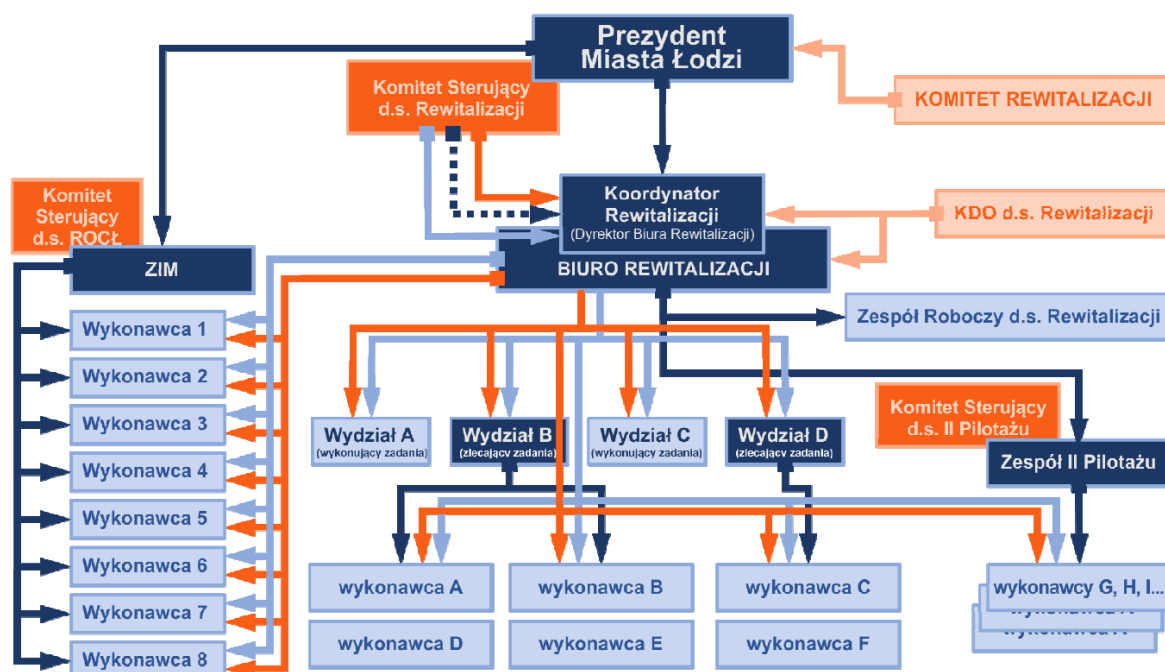 Prezydent
Miasta Łodzi
Komitet Sterujący
d.s. Rewitalizacji
KOMITET REWITALIZACJI
Komitet
Sterujący
d.s. ROCŁ
Koordynator
Rewitalizacji
(Dyrektor Biura Rewitalizacji)
KDO d.s. Rewitalizacji
ZIM
BIURO REWITALIZACJI
Zespół Roboczy d.s. Rewitalizacji
Wykonawca 1
Wykonawca 2
Wykonawca 3
Wykonawca 4
Wykonawca 5
Wykonawca 6
Wykonawca 7
Wykonawca 8
Wydział A
(wykonujący zadania)
Wydział B
(zlecający zadania)
Wydział C
(wykonujący zadania)
Wydział D
(zlecający zadania)
Komitet Sterujący
d.s. II Pilotażu
Zespół II Pilotażu
wykonawca A
wykonawca B
wykonawca C
wykonawcy G, H, I...
wykonawca D
wykonawca E
wykonawca F